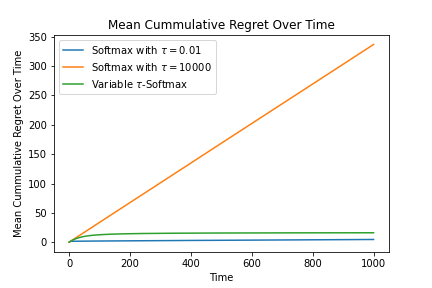 Mean Cummulative Regret Over Time
Mean Cummulative Regret Over Time
350
300
250
200
150
100
50
0
Softmax with τ = 0.01
Softmax with τ = 10000
Variable τ-Softmax
0
200
400
600
800
1000
Time